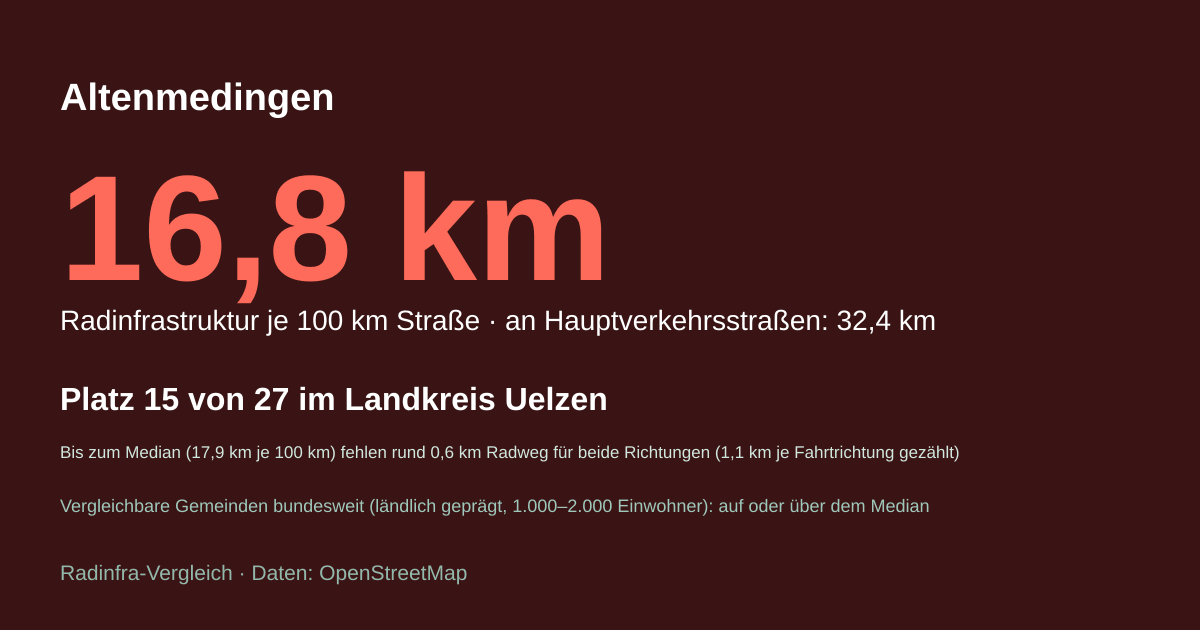 Altenmedingen
16,8 km
Radinfrastruktur je 100 km Straße · an Hauptverkehrsstraßen: 32,4 km
Platz 15 von 27 im Landkreis Uelzen
Bis zum Median (17,9 km je 100 km) fehlen rund 0,6 km Radweg für beide Richtungen (1,1 km je Fahrtrichtung gezählt)
Vergleichbare Gemeinden bundesweit (ländlich geprägt, 1.000–2.000 Einwohner): auf oder über dem Median
Radinfra-Vergleich · Daten: OpenStreetMap